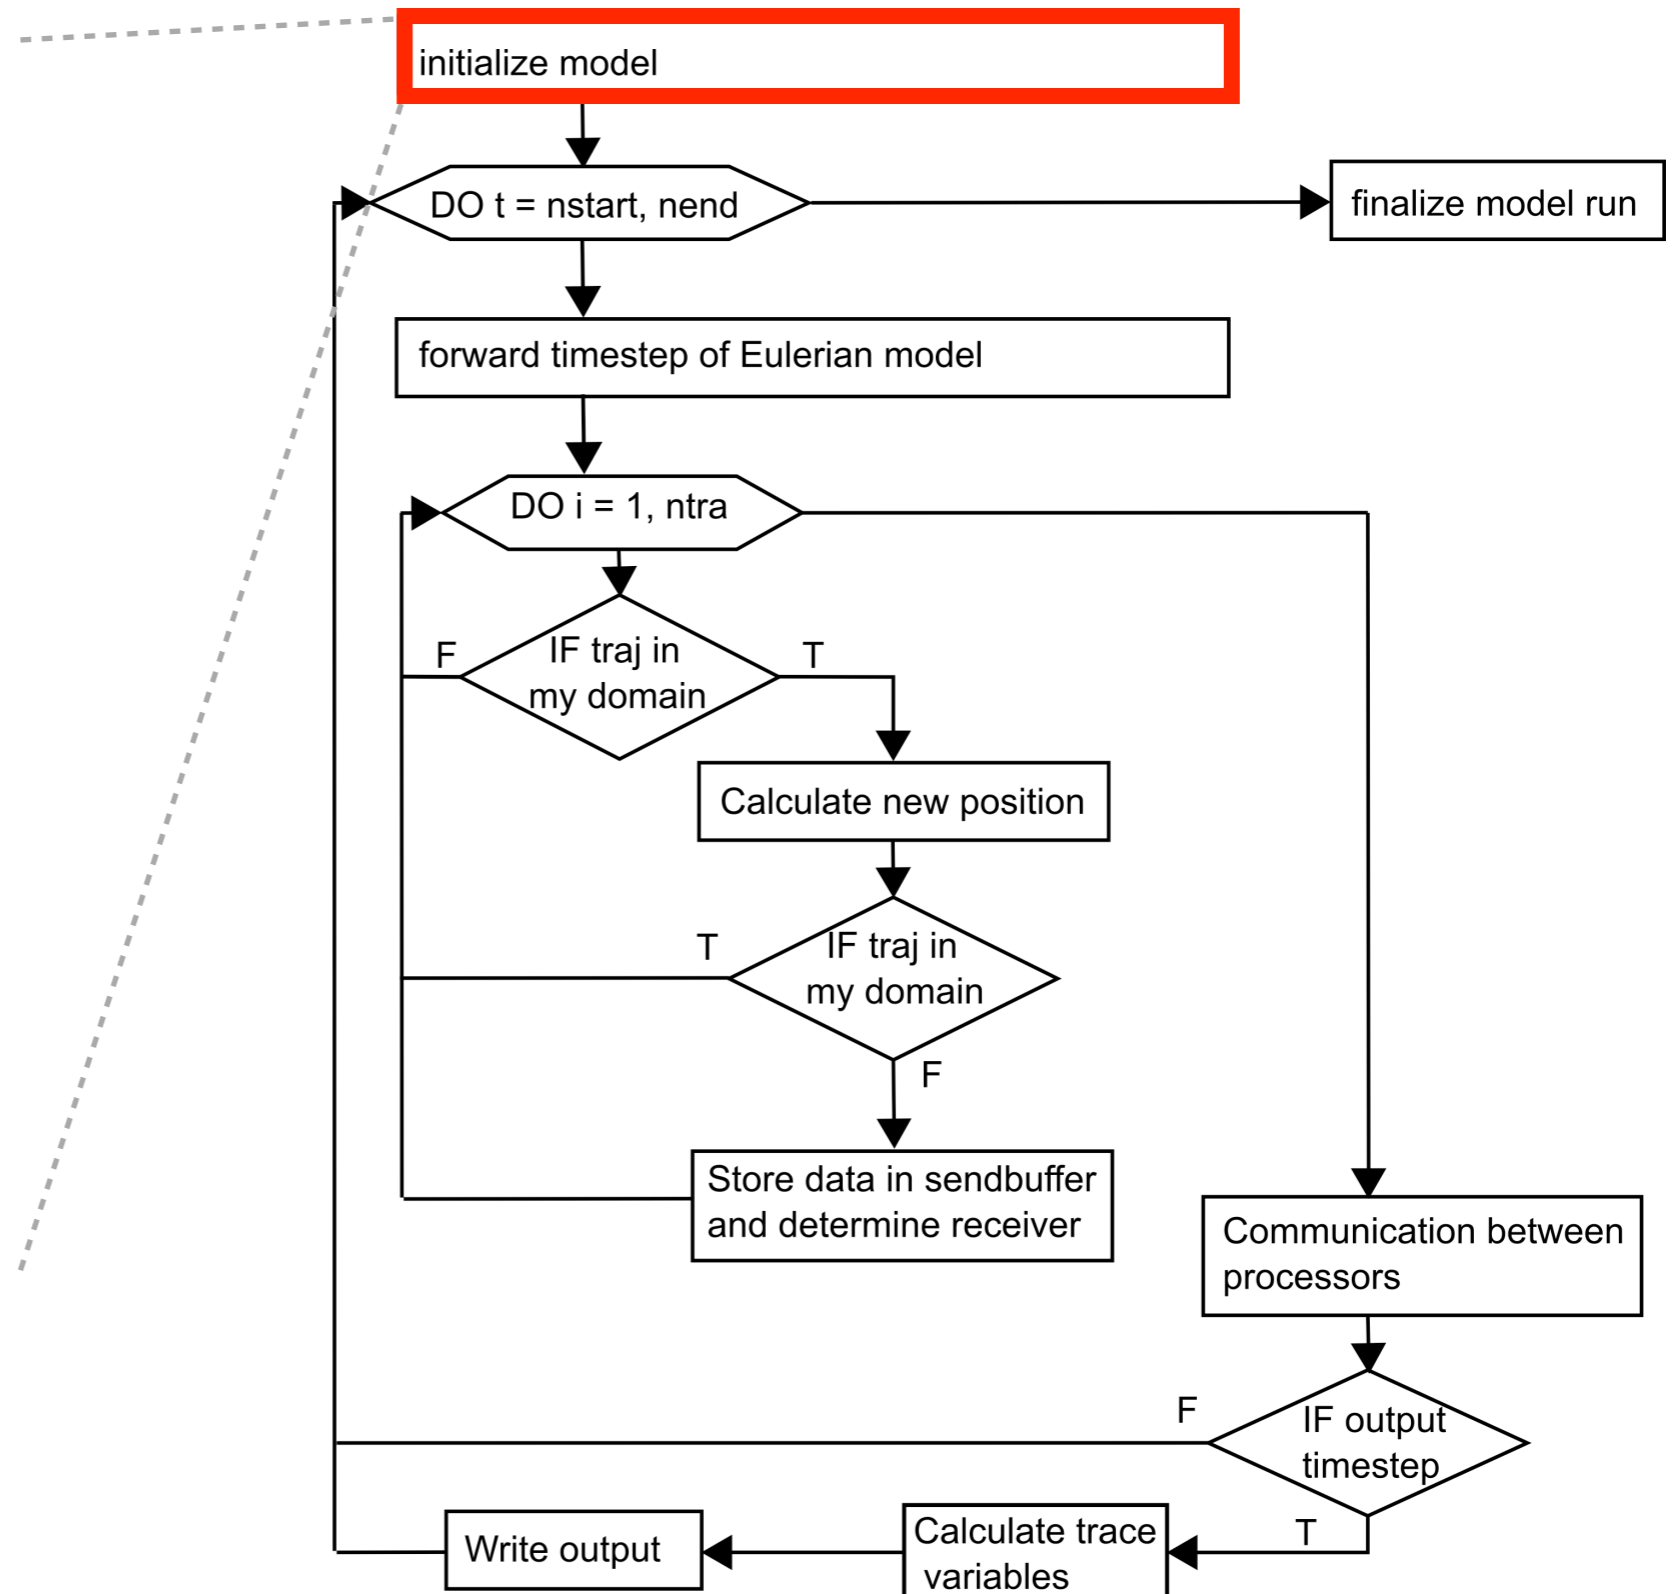 initialize model
DO t = nstart, nend
finalize model run
forward timestep of Eulerian model
DO i = 1, ntra
F
IF traj in
my domain
T
Calculate new position
T
IF traj in
my domain
F
Store data in sendbuffer
and determine receiver
Communication between
processors
F
IF output
timestep
T
Calculate trace
variables
Write output